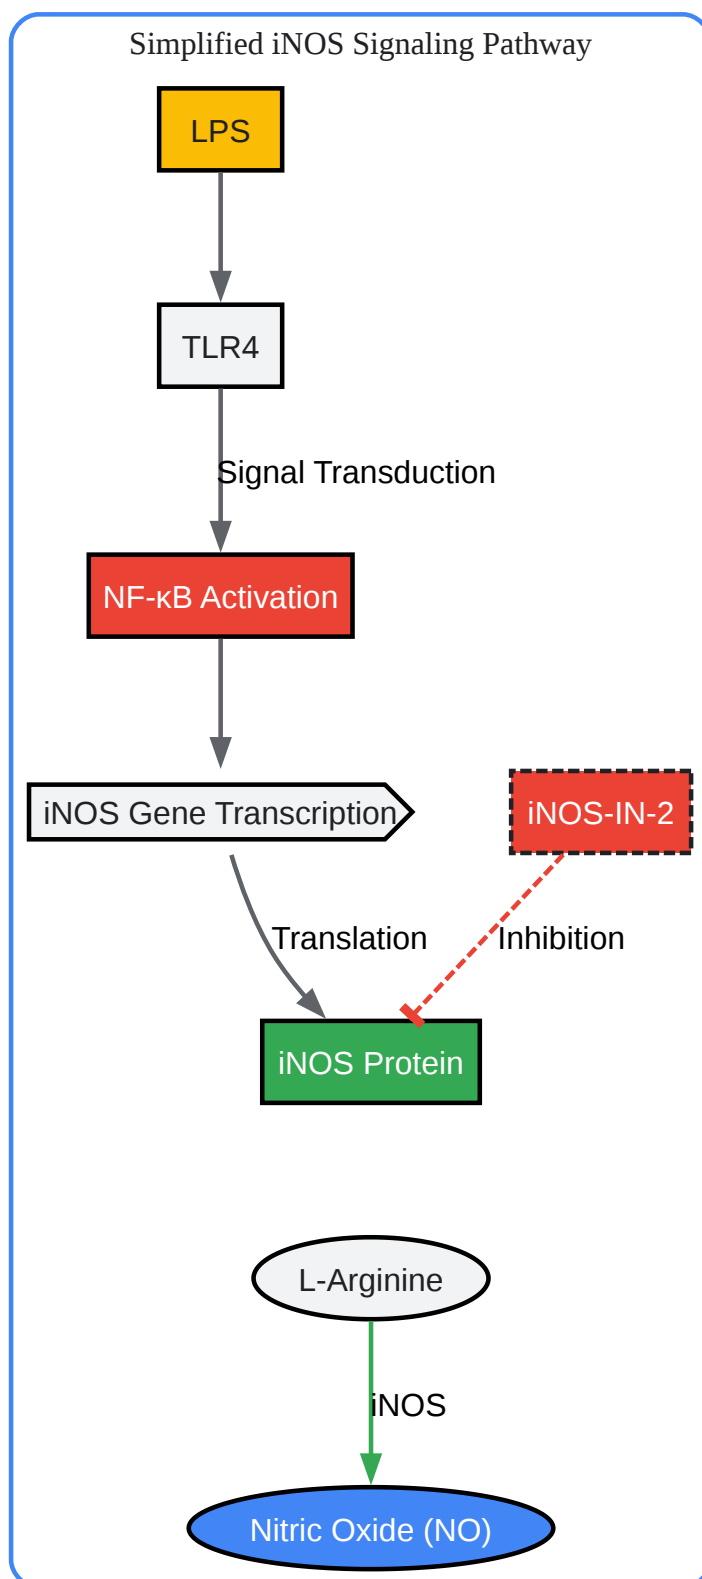 Simplified iNOS Signaling Pathway
LPS
TLR4
Signal Transduction
NF-κB Activation
iNOS Gene Transcription
iNOS-IN-2
Translation
Inhibition
iNOS Protein
L-Arginine
iNOS
Nitric Oxide (NO)